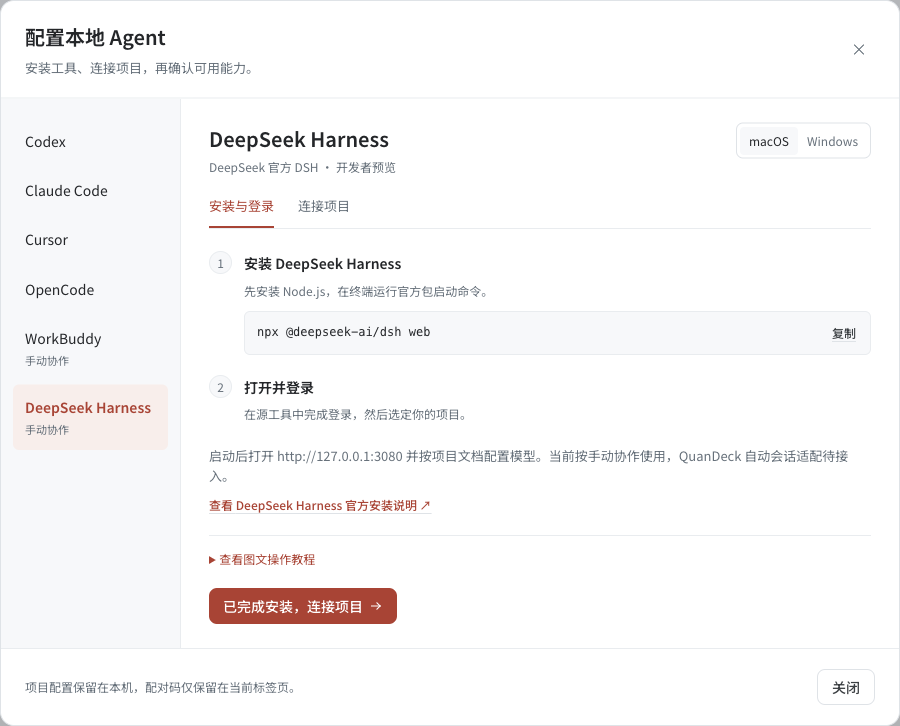 配置本地 Agent
安装工具、连接项目，再确认可用能力。
Codex
Claude Code
Cursor
OpenCode
WorkBuddy
手动协作
DeepSeek Harness
手动协作
DeepSeek Harness
DeepSeek 官方 DSH · 开发者预览
macOS Windows
安装与登录 连接项目
1 安装 DeepSeek Harness
先安装 Node.js，在终端运行官方包启动命令。
npx @deepseek-ai/dsh web 复制
2 打开并登录
在源工具中完成登录，然后选定你的项目。
启动后打开 http://127.0.0.1:3080 并按项目文档配置模型。当前按手动协作使用，QuanDeck 自动会话适配待接
入。
查看 DeepSeek Harness 官方安装说明 ↗
▶ 查看图文操作教程
已完成安装，连接项目 →
项目配置保留在本机，配对码仅保留在当前标签页。
关闭